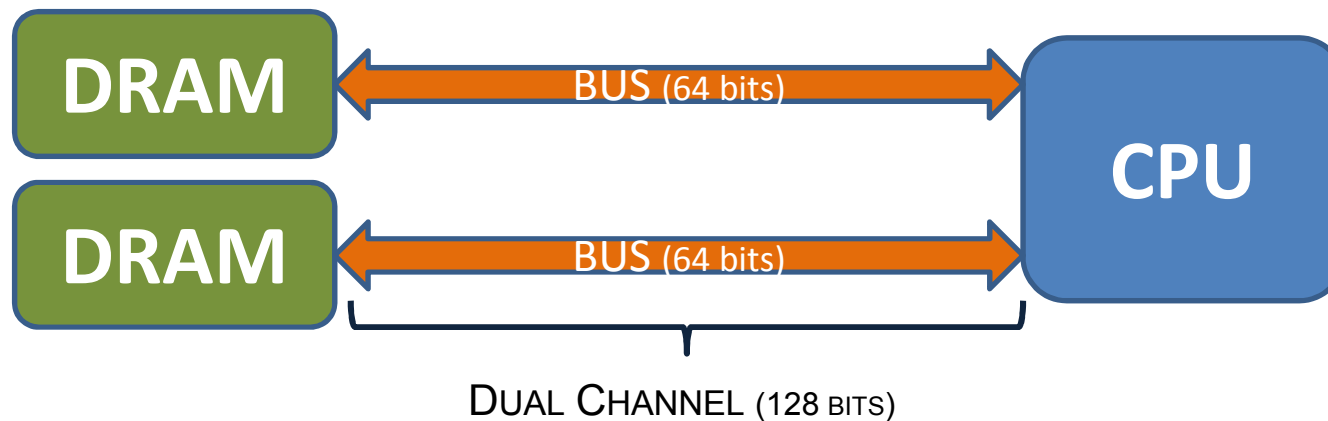 DRAM
BUS (64 bits)
CPU
DRAM
BUS (64 bits)
DUAL CHANNEL (128 BITS)